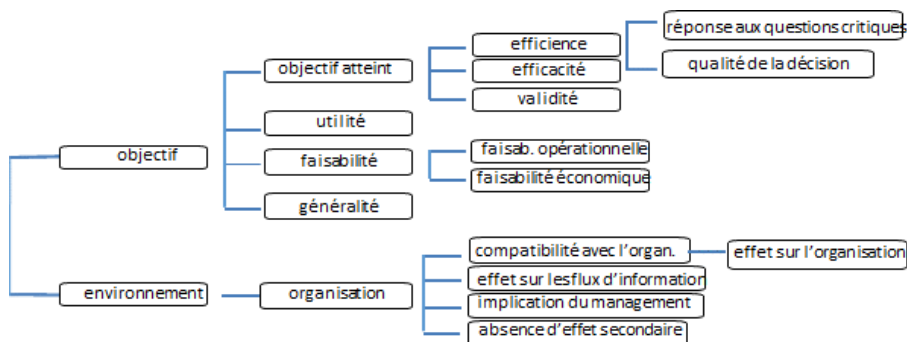 réponse aux questions critiques
efficience
objectif atteint
efficacité
qualité de la décision
validité
utilité
objectif
faisabilité
faisab. opérationnelle
faisabilité économique
généralité
compatibilité avec l'organ.
effet sur l'organisation
effet sur lesflux d'information
environnement
organisation
implication du management
absence d'effet secondaire